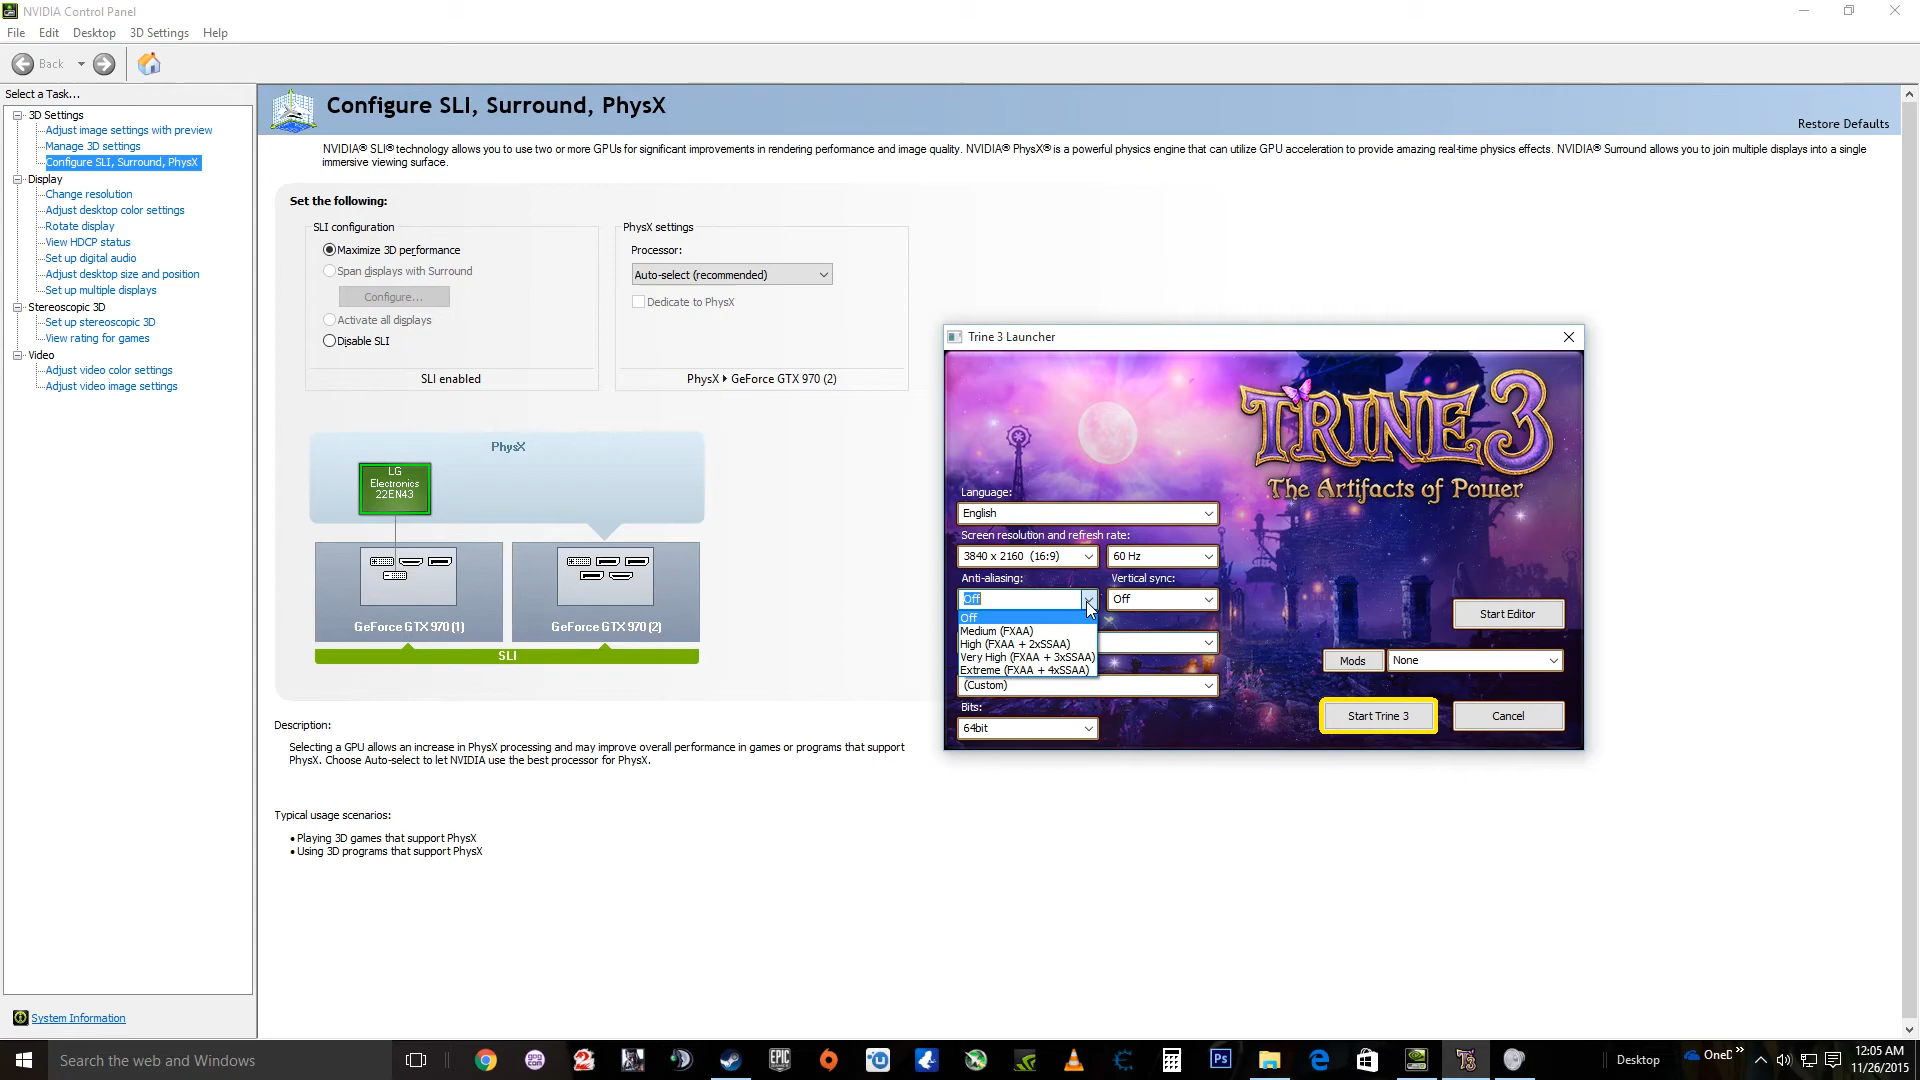 NVIDIA Control Panel
File Edit Desktop 3D Settings Help
Back
Select a Task...
3D Settings
Adjust image settings with preview
Manage 3D settings
Configure SLI, Surround, PhysX
Display
Change resolution
Adjust desktop color settings
Rotate display
View HDCP status
Set up digital audio
Adjust desktop size and position
Set up multiple displays
Stereoscopic 3D
Set up stereoscopic 3D
View rating for games
Video
Adjust video color settings
Adjust video image settings
System Information
Configure SLI, Surround, PhysX
Restore Defaults
NVIDIA® SLI® technology allows you to use two or more GPUs for significant improvements in rendering performance and image quality. NVIDIA® PhysX® is a powerful physics engine that can utilize GPU acceleration to provide amazing real-time physics effects. NVIDIA® Surround allows you to join multiple displays into a single
immersive viewing surface.
Set the following:
SLI configuration
Maximize 3D performance
Span displays with Surround
Configure...
Activate all displays
Disable SLI
SLI enabled
PhysX settings
Processor:
Auto-select (recommended)
Dedicate to PhysX
PhysX GeForce GTX 970 (2)
PhysX
LG
Electronics
22EN43
GeForce GTX 970 (1)
GeForce GTX 970 (2)
SLI
Description:
Selecting a GPU allows an increase in PhysX processing and may improve overall performance in games or programs that support
PhysX. Choose Auto-select to let NVIDIA use the best processor for PhysX.
Typical usage scenarios:
• Playing 3D games that support PhysX
• Using 3D programs that support PhysX
Trine 3 Launcher
TRINE 3
The Artifacts of Power
Language:
English
Screen resolution and refresh rate:
3840 x 2160 (16:9)
60 Hz
Anti-aliasing:
Vertical sync:
Off
Off
Off
Medium (FXAA)
High (FXAA + 2xSSAA)
Very High (FXAA + 3xSSAA)
Extreme (FXAA + 4xSSAA)
(Custom)
Bits:
64bit
Start Editor
Mods
None
Start Trine 3
Cancel
Search the web and Windows
gog
com
2
EPIC
GAMES
Ps
T3
Desktop
OneD
12:05 AM
11/26/2015